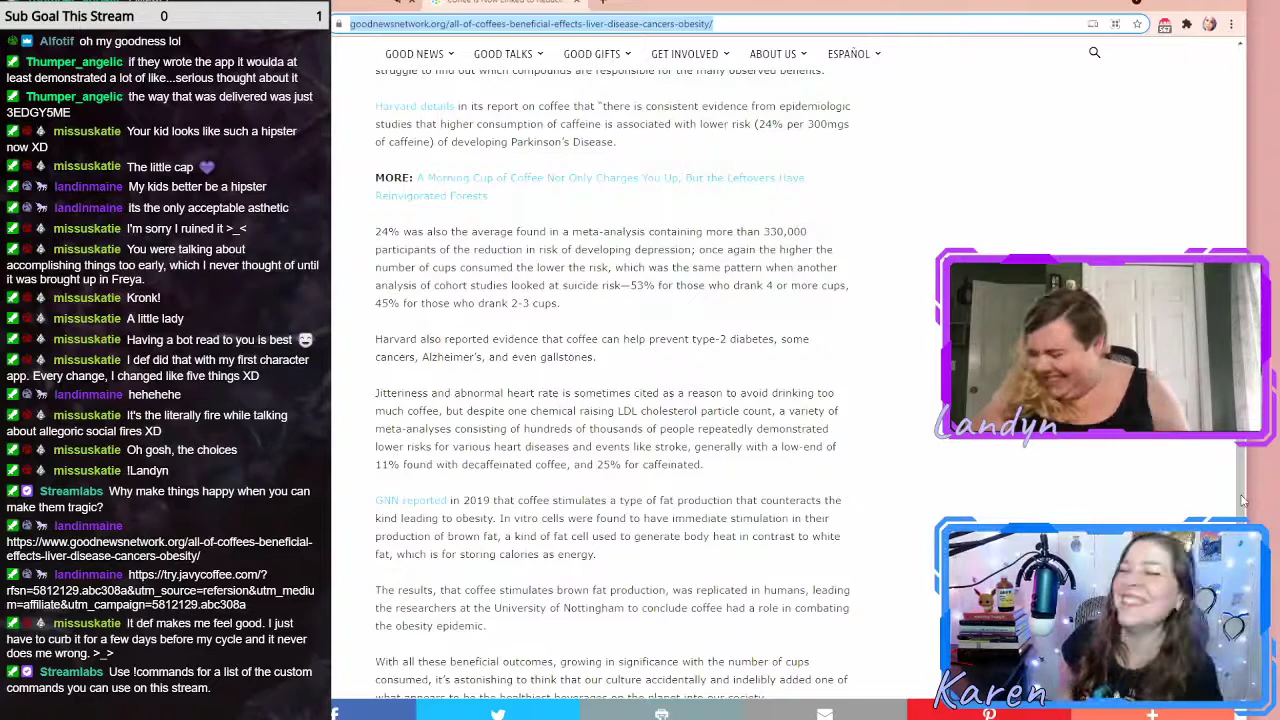 Sub Goal This Stream 0 1
Alfotif oh my goodness lol
Thumper_angelic if they wrote the app it woulda at
least demonstrated a lot of like...serious thought about it
Thumper_angelic the way that was delivered was just
3EDGY5ME
missuskatie Your kid looks like such a hipster
now XD
missuskatie The little cap
landinmaine My kids better be a hipster
landinmaine its the only acceptable asthetic
missuskatie I'm sorry I ruined it >_<
missuskatie You were talking about
accomplishing things too early, which I never thought of until
it was brought up in Freya.
missuskatie Kronk!
missuskatie A little lady
missuskatie Having a bot read to you is best
missuskatie I def did that with my first character
app. Every change, I changed like five things XD
landinmaine hehehehe
missuskatie It's the literally fire while talking
about allegoric social fires XD
missuskatie Oh gosh, the choices
missuskatie !Landyn
Streamlabs Why make things happy when you can
make them tragic?
landinmaine
https://www.goodnewsnetwork.org/all-of-coffees-beneficial-
effects-liver-disease-cancers-obesity/
landinmaine https://try.javycoffee.com/?
rfsn=5812129.abc308a&utm_source=refersion&utm_mediu
m=affiliate&utm_campaign=5812129.abc308a
missuskatie It def makes me feel good. I just
have to curb it for a few days before my cycle and it never
does me wrong. >_>
Streamlabs Use !commands for a list of the custom
commands you can use on this stream.
goodnewsnetwork.org/all-of-coffees-beneficial-effects-liver-disease-cancers-obesity/
GOOD NEWS GOOD TALKS GOOD GIFTS GET INVOLVED ABOUT US ESPAÑOL
struggle to find out which compounds are responsible for the many observed benefits.
Harvard details in its report on coffee that “there is consistent evidence from epidemiologic
studies that higher consumption of caffeine is associated with lower risk (24% per 300mgs
of caffeine) of developing Parkinson’s Disease.
MORE: A Morning Cup of Coffee Not Only Charges You Up, But the Leftovers Have
Reinvigorated Forests
24% was also the average found in a meta-analysis containing more than 330,000
participants of the reduction in risk of developing depression; once again the higher the
number of cups consumed the lower the risk, which was the same pattern when another
analysis of cohort studies looked at suicide risk—53% for those who drank 4 or more cups,
45% for those who drank 2-3 cups.
Harvard also reported evidence that coffee can help prevent type-2 diabetes, some
cancers, Alzheimer’s, and even gallstones.
Jitteriness and abnormal heart rate is sometimes cited as a reason to avoid drinking too
much coffee, but despite one chemical raising LDL cholesterol particle count, a variety of
meta-analyses consisting of hundreds of thousands of people repeatedly demonstrated
lower risks for various heart diseases and events like stroke, generally with a low-end of
11% found with decaffeinated coffee, and 25% for caffeinated.
GNN reported in 2019 that coffee stimulates a type of fat production that counteracts the
kind leading to obesity. In vitro cells were found to have immediate stimulation in their
production of brown fat, a kind of fat cell used to generate body heat in contrast to white
fat, which is for storing calories as energy.
The results, that coffee stimulates brown fat production, was replicated in humans, leading
the researchers at the University of Nottingham to conclude coffee had a role in combating
the obesity epidemic.
With all these beneficial outcomes, growing in significance with the number of cups
consumed, it’s astonishing to think that our culture accidentally and indelibly added one of
what appears to be the healthiest beverages on the planet into our society.
Landyn
Karen